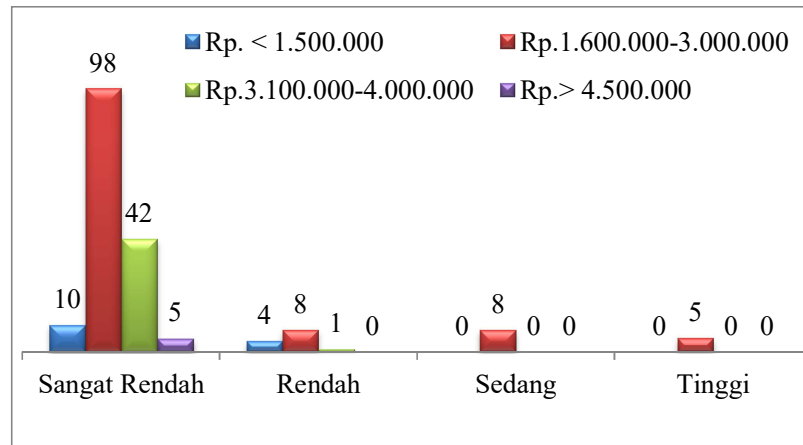 Rp. < 1.500.000 Rp.1.600.000-3.000.000
Rp.3.100.000-4.000.000 Rp.> 4.500.000
10 98 42 5 4 8 1 0 0 8 0 0 0 5 0 0
Sangat Rendah Rendah Sedang Tinggi